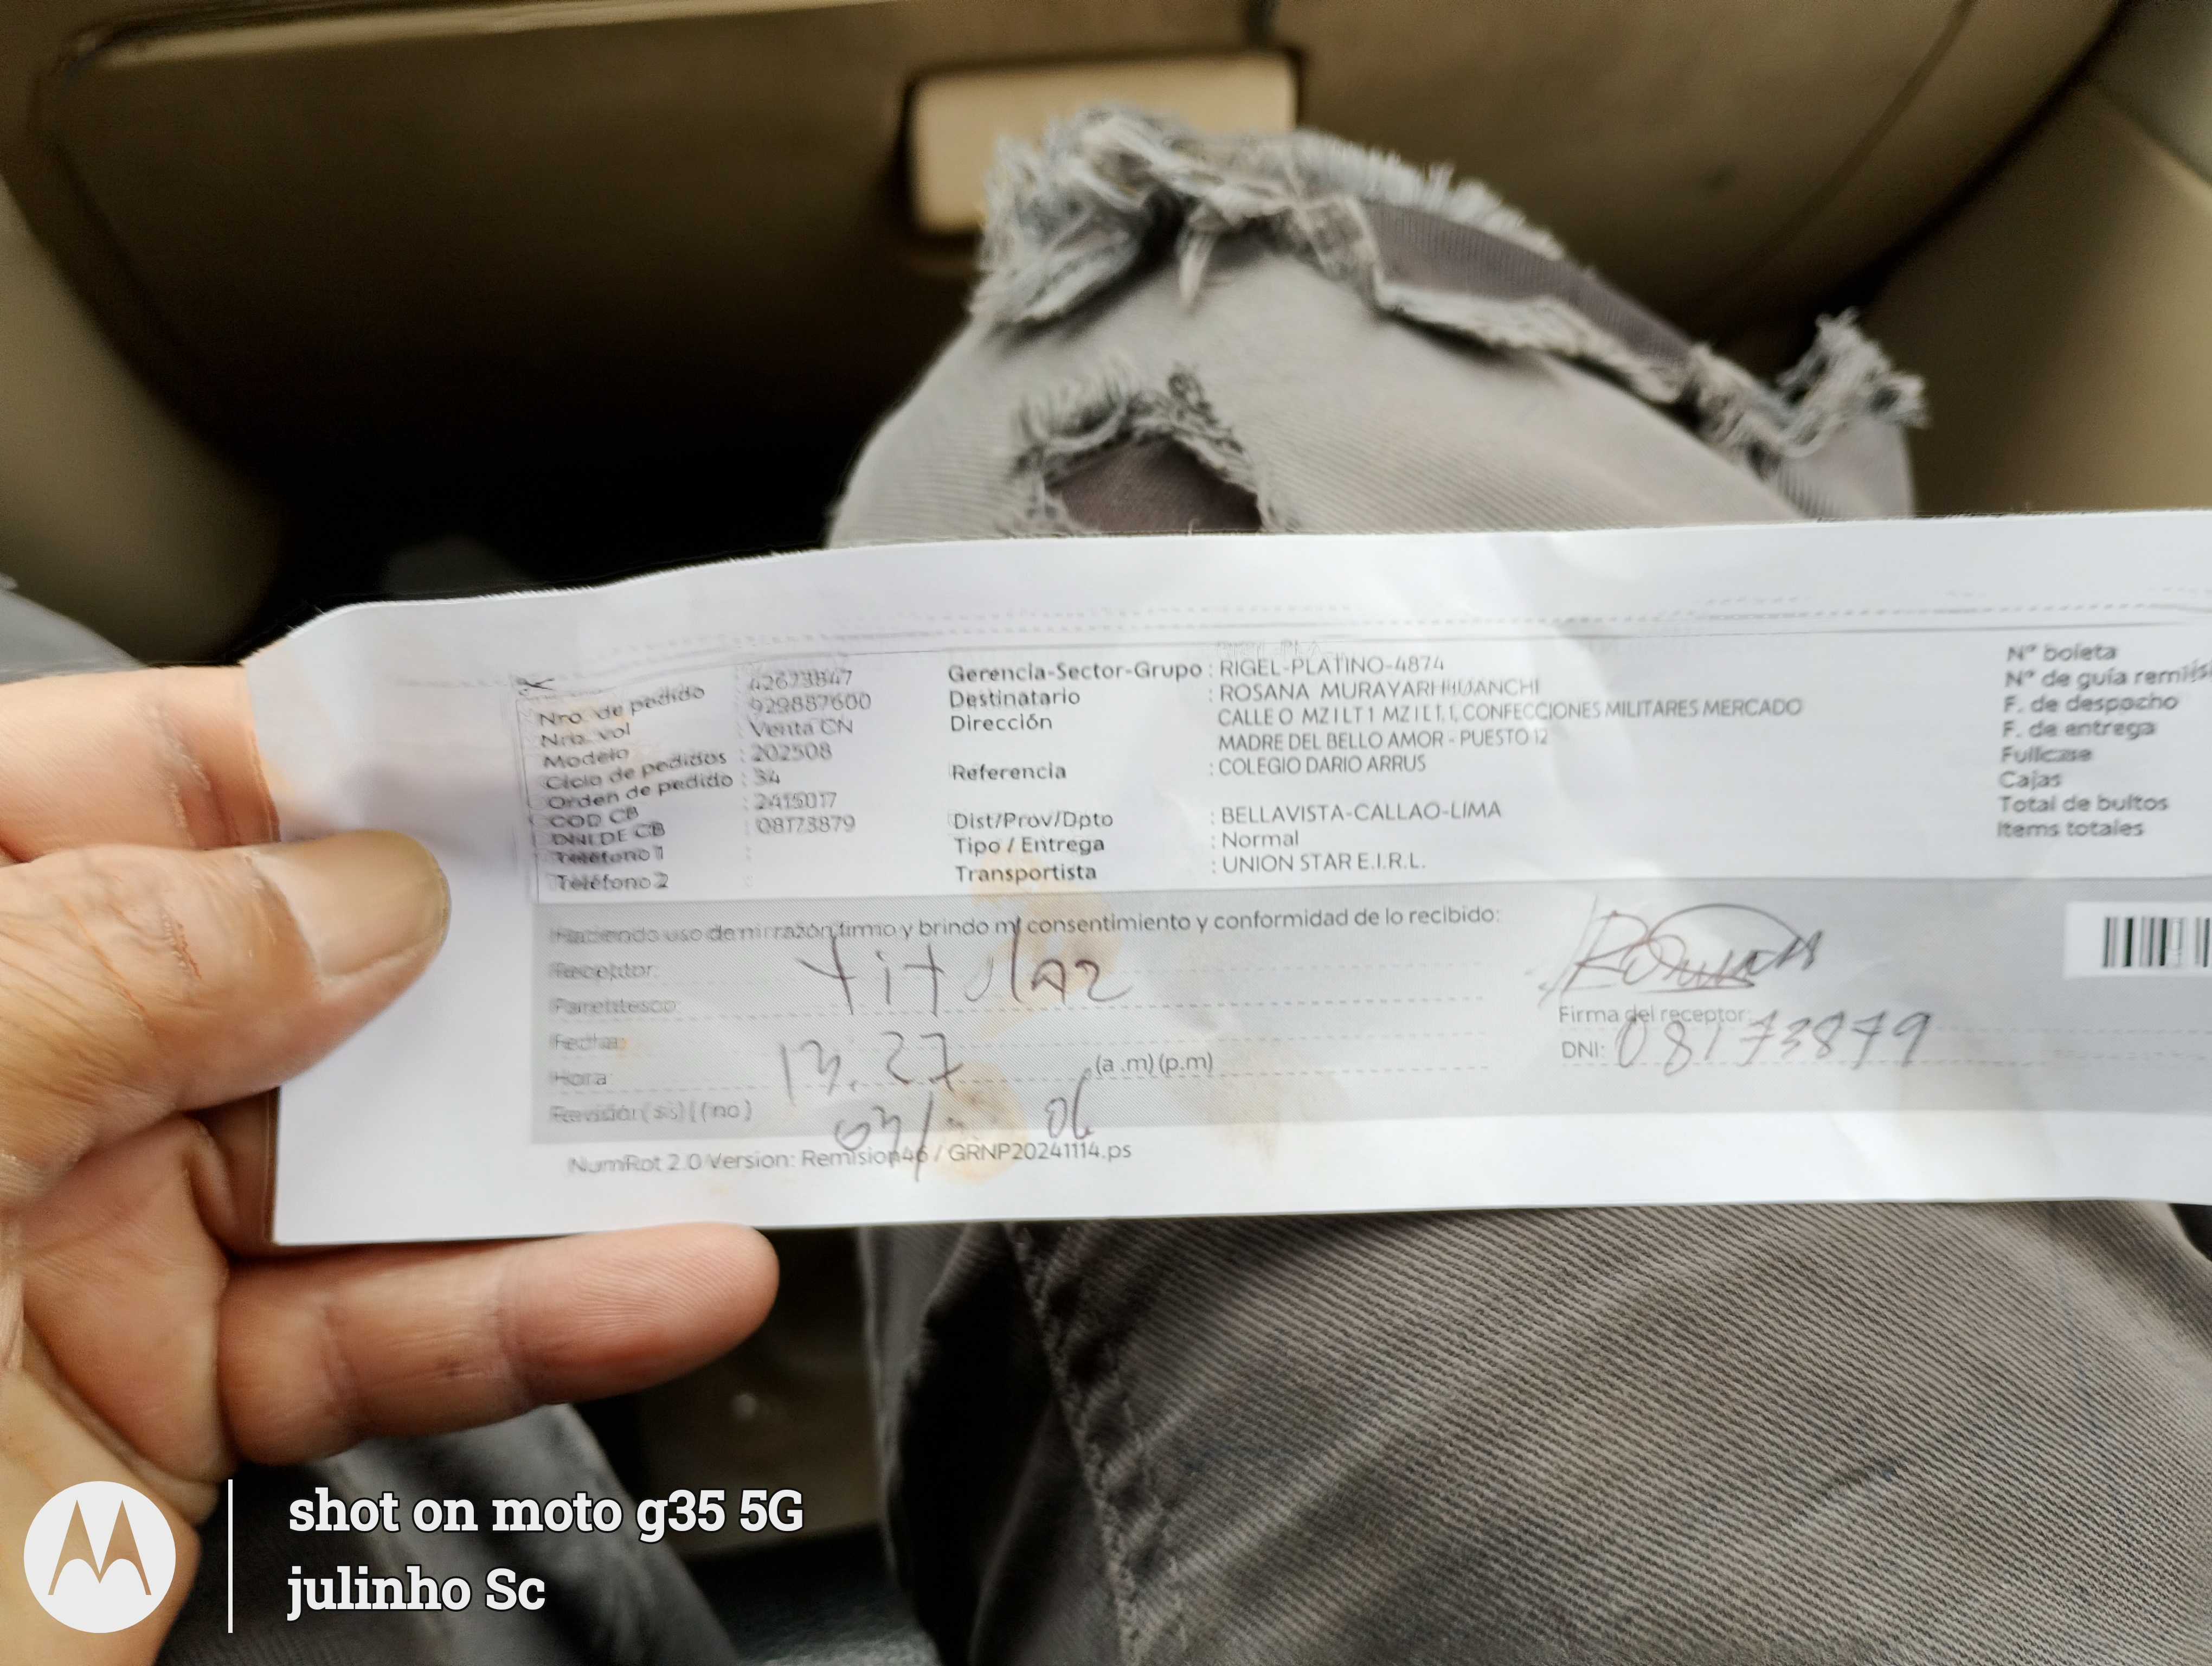 Nro. de pedido : 42673847
Nro. vol : 929887600
Modelo : Venta CN
Ciclo de pedidos : 202508
Orden de pedido : 34
COD CB : 2415017
DNI DE CB : 08173879
Teléfono 1 :
Teléfono 2 :
Gerencia-Sector-Grupo : RIGEL-PLATINO-4874
Destinatario : ROSANA MURAYARI HUANCHI
Dirección CALLE O MZ I LT 1 MZ I LT. 1, CONFECCIONES MILITARES MERCADO
MADRE DEL BELLO AMOR - PUESTO 12
Referencia : COLEGIO DARIO ARRUS
Dist/Prov/Dpto : BELLAVISTA-CALLAO-LIMA
Tipo / Entrega : Normal
Transportista : UNION STAR E.I.R.L.
N° boleta
N° de guía
F. de despacho
F. de entrega
Fullcase
Cajas
Total de bultos
Items totales
Haciendo uso de mi razón, firmo y brindo mi consentimiento y conformidad de lo recibido:
Receptor:
titular
Parentesco:
Fecha:
Hora: 13.27 (a .m) (p.m)
Revisión ( si ) ( no )
03/ 06
Firma del receptor:
DNI: 08173879
NumRot 2.0 Version: Remision46 / GRNP20241114.ps
shot on moto g35 5G
julinho Sc